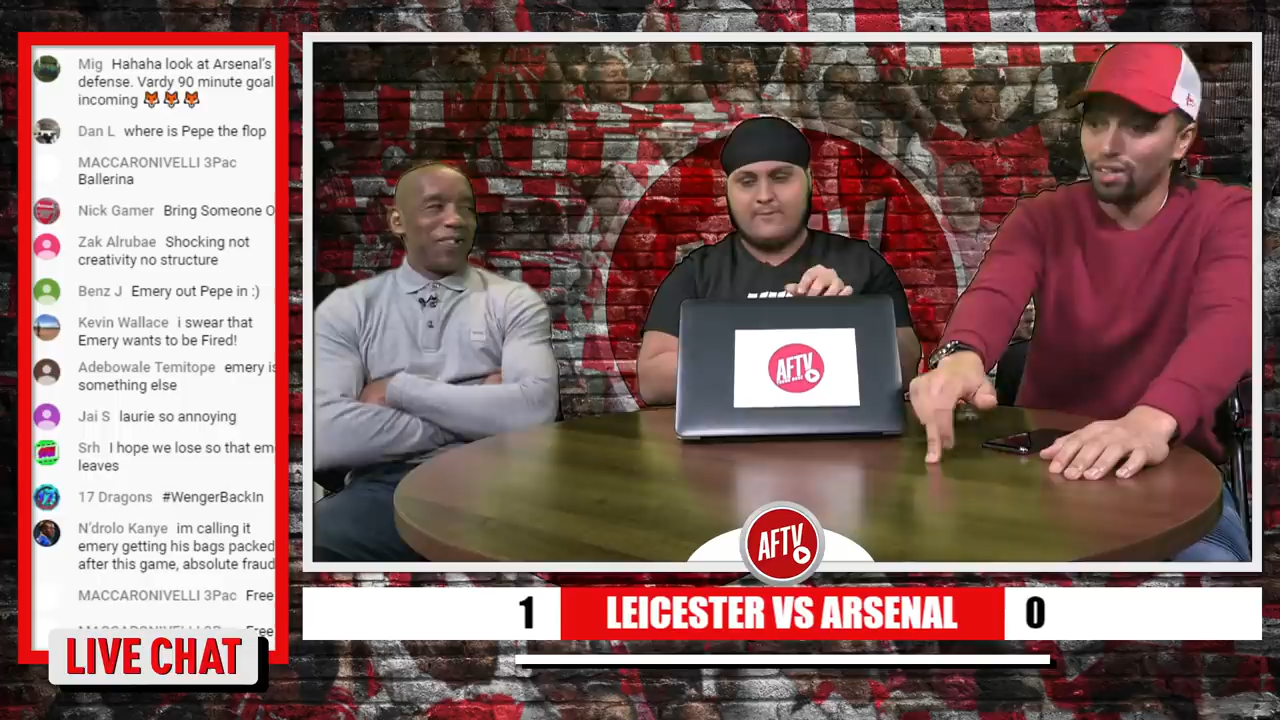 Mig Hahaha look at Arsenal's
defense. Vardy 90 minute goal
incoming 🦊🦊🦊
Dan L where is Pepe the flop
MACCARONIVELLI 3Pac
Ballerina
Nick Gamer Bring Someone O
Zak Alrubae Shocking not
creativity no structure
Benz J Emery out Pepe in :)
Kevin Wallace i swear that
Emery wants to be Fired!
Adebowale Temitope emery is
something else
Jai S laurie so annoying
Srh I hope we lose so that em
leaves
17 Dragons #WengerBackIn
N'drolo Kanye im calling it
emery getting his bags packed
after this game, absolute fraud
MACCARONIVELLI 3Pac Free
MACCARONIVELLI 3Pac Free
LIVE CHAT
AFTV
AFTV
1 LEICESTER VS ARSENAL 0